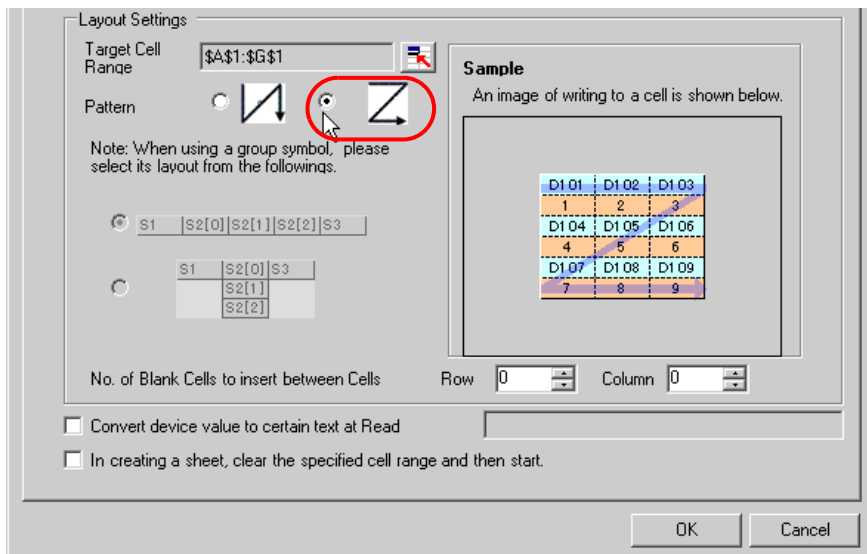 Layout Settings
Target Cell
Range
$A$1:$G$1
Pattern
Note: When using a group symbol, please
select its layout from the followings.
S1 S2[0] S2[1] S2[2] S3
S1 S2[0] S3
S2[1]
S2[2]
Sample
An image of writing to a cell is shown below.
D101 D102 D103
1 2 3
D104 D105 D106
4 5 6
D107 D108 D109
7 8 9
No. of Blank Cells to insert between Cells Row 0 Column 0
Convert device value to certain text at Read
In creating a sheet, clear the specified cell range and then start.
OK Cancel